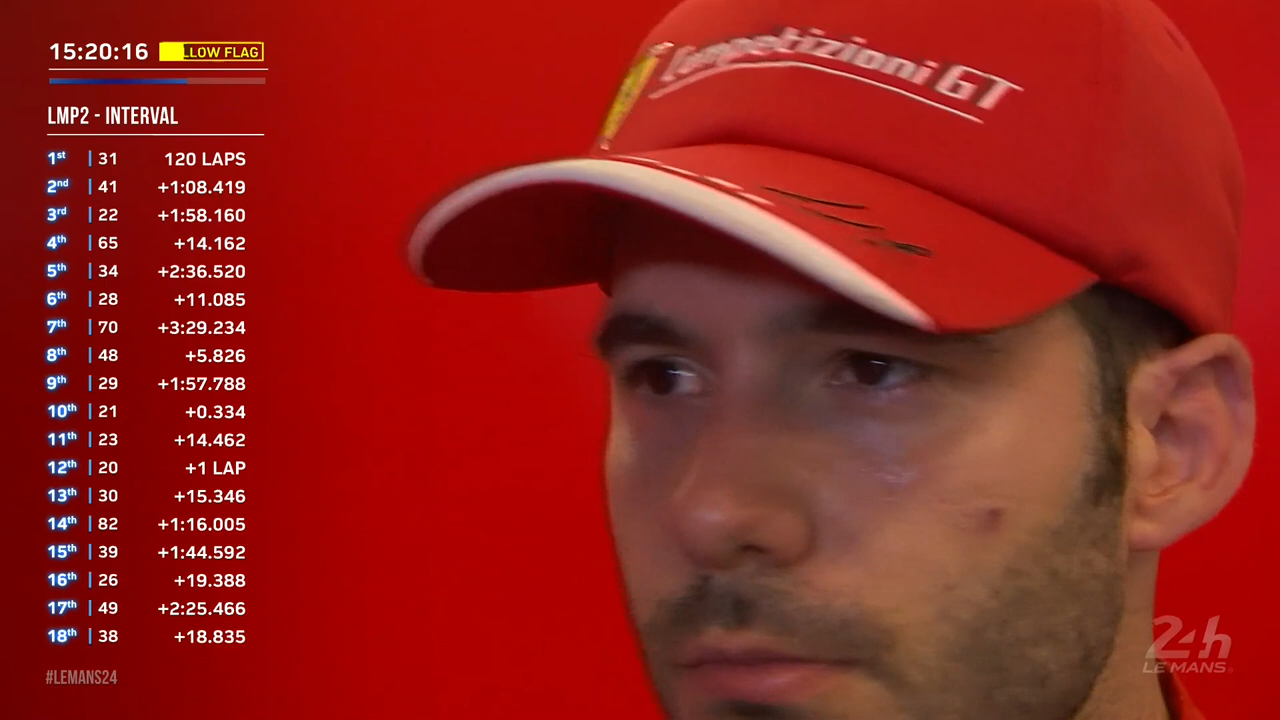 15:20:16 LLOW FLAG
LMP2 - INTERVAL
1st 31 120 LAPS
2nd 41 +1:08.419
3rd 22 +1:58.160
4th 65 +14.162
5th 34 +2:36.520
6th 28 +11.085
7th 70 +3:29.234
8th 48 +5.826
9th 29 +1:57.788
10th 21 +0.334
11th 23 +14.462
12th 20 +1 LAP
13th 30 +15.346
14th 82 +1:16.005
15th 39 +1:44.592
16th 26 +19.388
17th 49 +2:25.466
18th 38 +18.835
#LEMANS24
Competizioni GT
24h
LE MANS